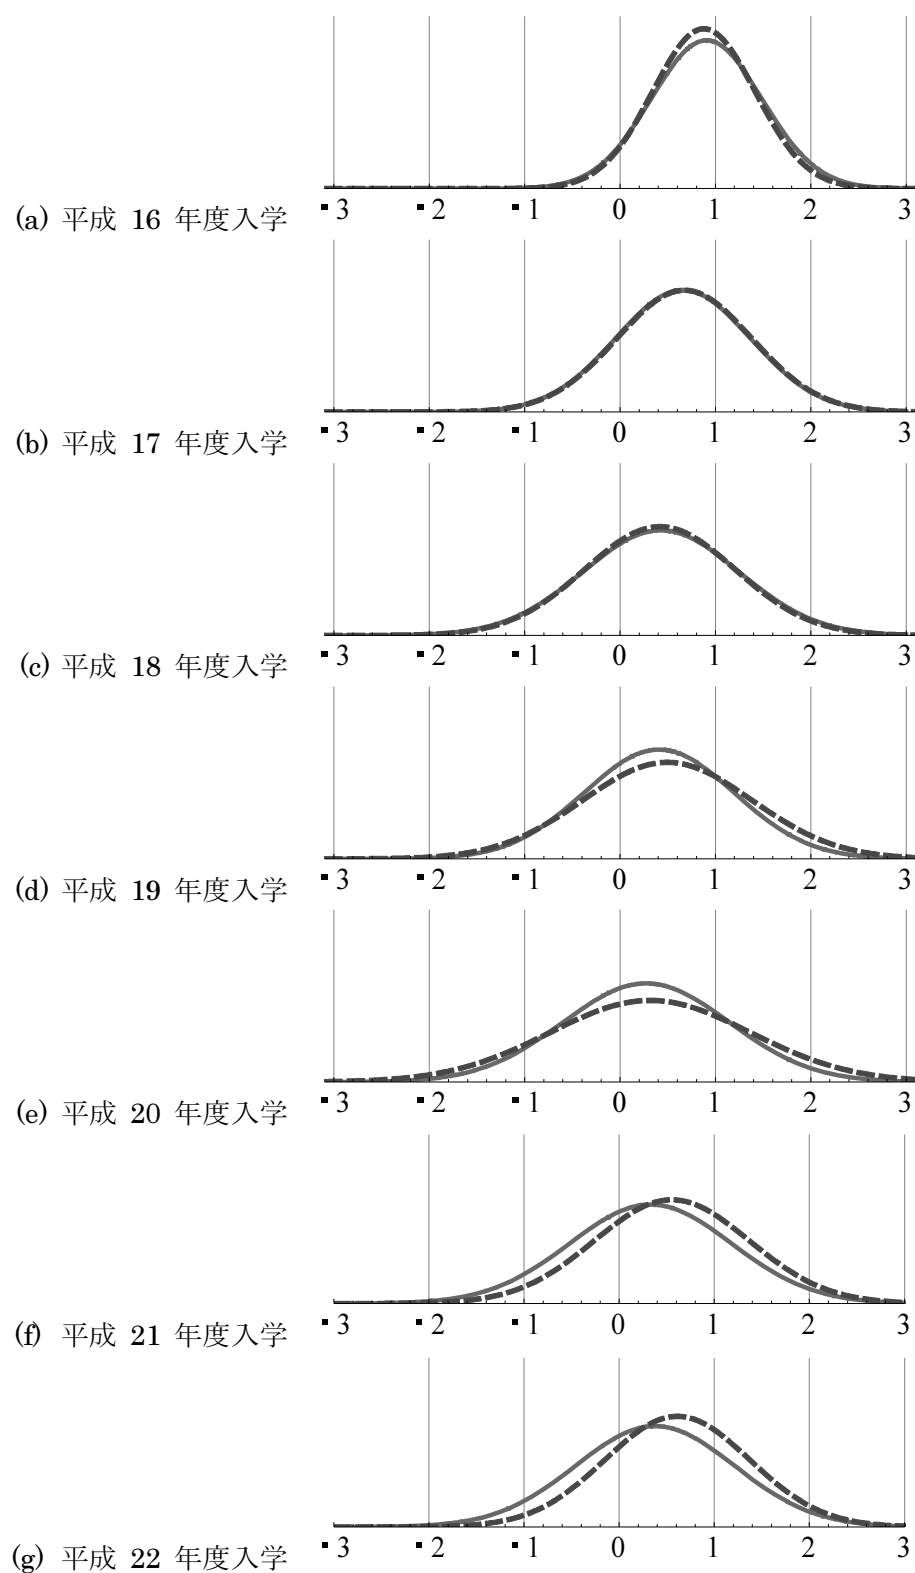 ▪3 ▪2 ▪1 0 1 2 3
(a) 平成 16 年度入学
▪3 ▪2 ▪1 0 1 2 3
(b) 平成 17 年度入学
▪3 ▪2 ▪1 0 1 2 3
(c) 平成 18 年度入学
▪3 ▪2 ▪1 0 1 2 3
(d) 平成 19 年度入学
▪3 ▪2 ▪1 0 1 2 3
(e) 平成 20 年度入学
▪3 ▪2 ▪1 0 1 2 3
(f) 平成 21 年度入学
▪3 ▪2 ▪1 0 1 2 3
(g) 平成 22 年度入学